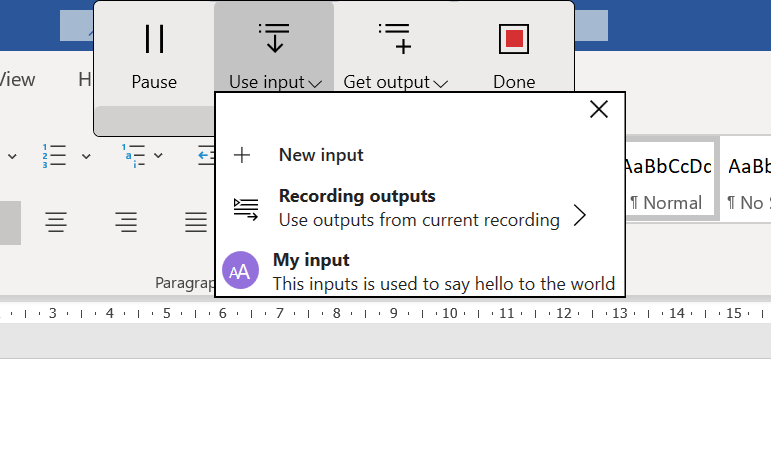 Pause
Use input
Get output
Done
View
H
New input
Recording outputs
Use outputs from current recording
My input
This inputs is used to say hello to the world
AA
AaBbCcDc
AaBb
¶ Normal
¶ No S
Paragrap
3 4 5 6 7 8 9 10 11 12 13 14 15